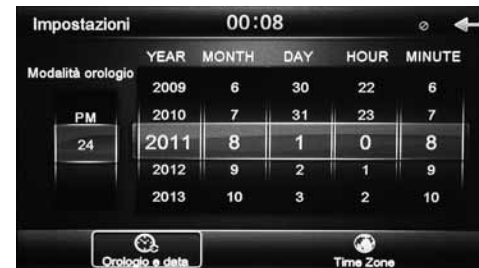 Impostazioni 00:08
YEAR MONTH DAY HOUR MINUTE
Modalità orologio
2009 6 30 22 6
PM 2010 7 31 23 7
24 2011 8 1 0 8
2012 9 2 1 9
2013 10 3 2 10
Orologio e data Time Zone